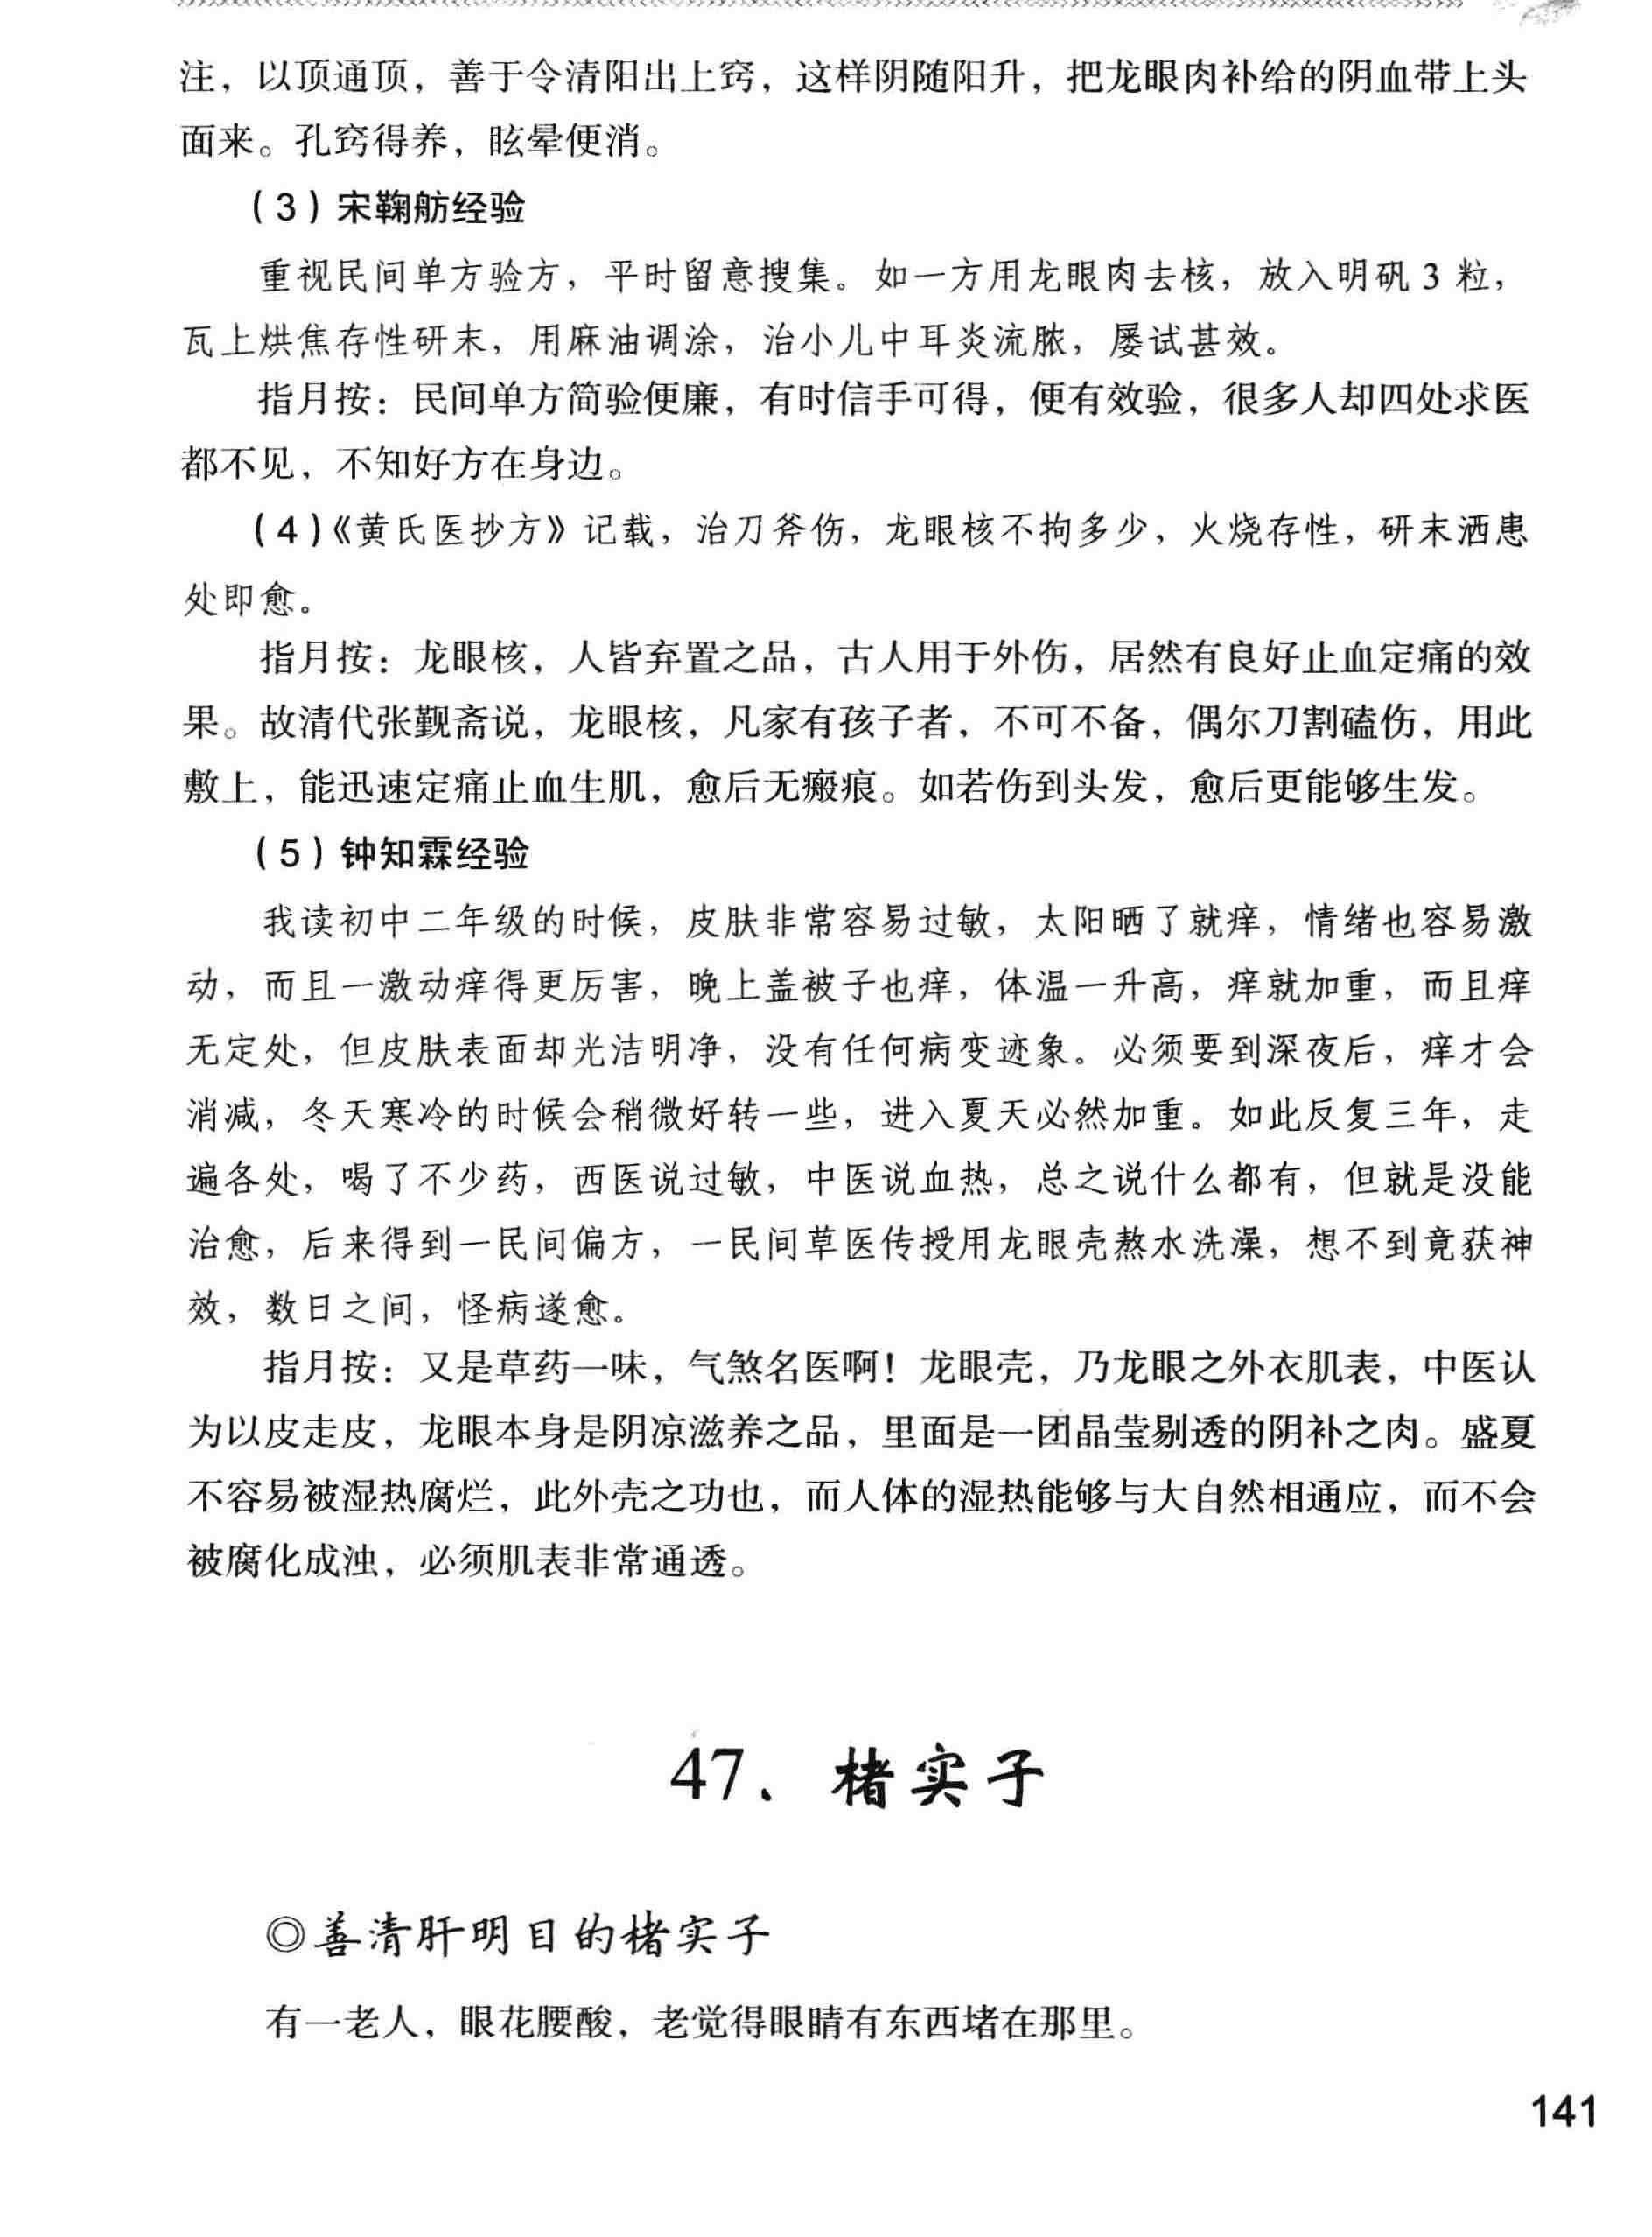 注，以顶通顶，善于令清阳出上窍，这样阴随阳升，把龙眼肉补给的阴血带上头
面来。孔窍得养，眩晕便消。
（3）宋鞠舫经验
重视民间单方验方，平时留意搜集。如一方用龙眼肉去核，放入明矾 3 粒，
瓦上烘焦存性研末，用麻油调涂，治小儿中耳炎流脓，屡试甚效。
指月按：民间单方简验便廉，有时信手可得，便有效验，很多人却四处求医
都不见，不知好方在身边。
（4）《黄氏医抄方》记载，治刀斧伤，龙眼核不拘多少，火烧存性，研末洒患
处即愈。
指月按：龙眼核，人皆弃置之品，古人用于外伤，居然有良好止血定痛的效
果。故清代张觐斋说，龙眼核，凡家有孩子者，不可不备，偶尔刀割磕伤，用此
敷上，能迅速定痛止血生肌，愈后无瘢痕。如若伤到头发，愈后更能够生发。
（5）钟知霖经验
我读初中二年级的时候，皮肤非常容易过敏，太阳晒了就痒，情绪也容易激
动，而且一激动痒得更厉害，晚上盖被子也痒，体温一升高，痒就加重，而且痒
无定处，但皮肤表面却光洁明净，没有任何病变迹象。必须要到深夜后，痒才会
消减，冬天寒冷的时候会稍微好转一些，进入夏天必然加重。如此反复三年，走
遍各处，喝了不少药，西医说过敏，中医说血热，总之说什么都有，但就是没能
治愈，后来得到一民间偏方，一民间草医传授用龙眼壳熬水洗澡，想不到竟获神
效，数日之间，怪病遂愈。
指月按：又是草药一味，气煞名医啊！龙眼壳，乃龙眼之外衣肌表，中医认
为以皮走皮，龙眼本身是阴凉滋养之品，里面是一团晶莹剔透的阴补之肉。盛夏
不容易被湿热腐烂，此外壳之功也，而人体的湿热能够与大自然相通应，而不会
被腐化成浊，必须肌表非常通透。
47、楮实子
◎善清肝明目的楮实子
有一老人，眼花腰酸，老觉得眼睛有东西堵在那里。
141